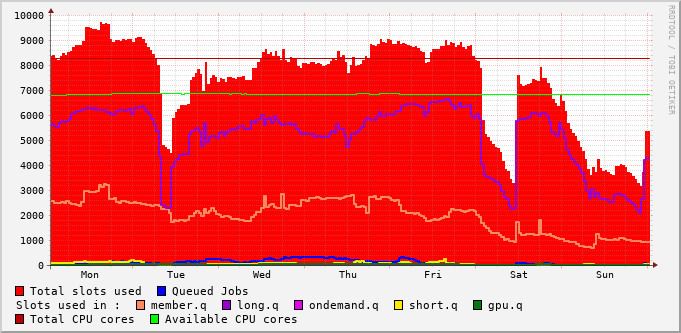 10000
9000
8000
7000
6000
5000
4000
3000
2000
1000
0
Mon Tue Wed Thu Fri Sat Sun
RRDTOOL / TOBI OETIKER
Total slots used Queued Jobs
Slots used in : member.q long.q ondemand.q short.q gpu.q
Total CPU cores Available CPU cores